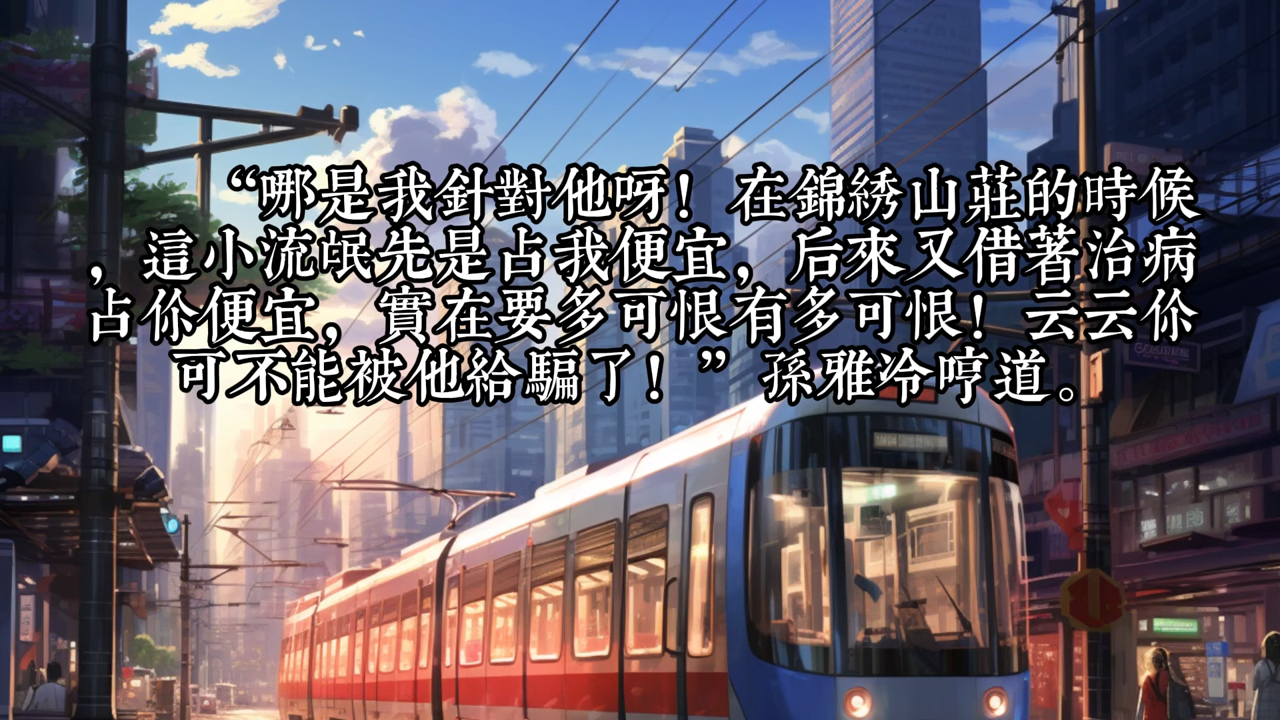 “哪是我針對他呀！在錦綉山莊的時候
，這小流氓先是占我便宜，后來又借著治病
占伱便宜，實在要多可恨有多可恨！云云伱
可不能被他給騙了！”孫雅冷哼道。